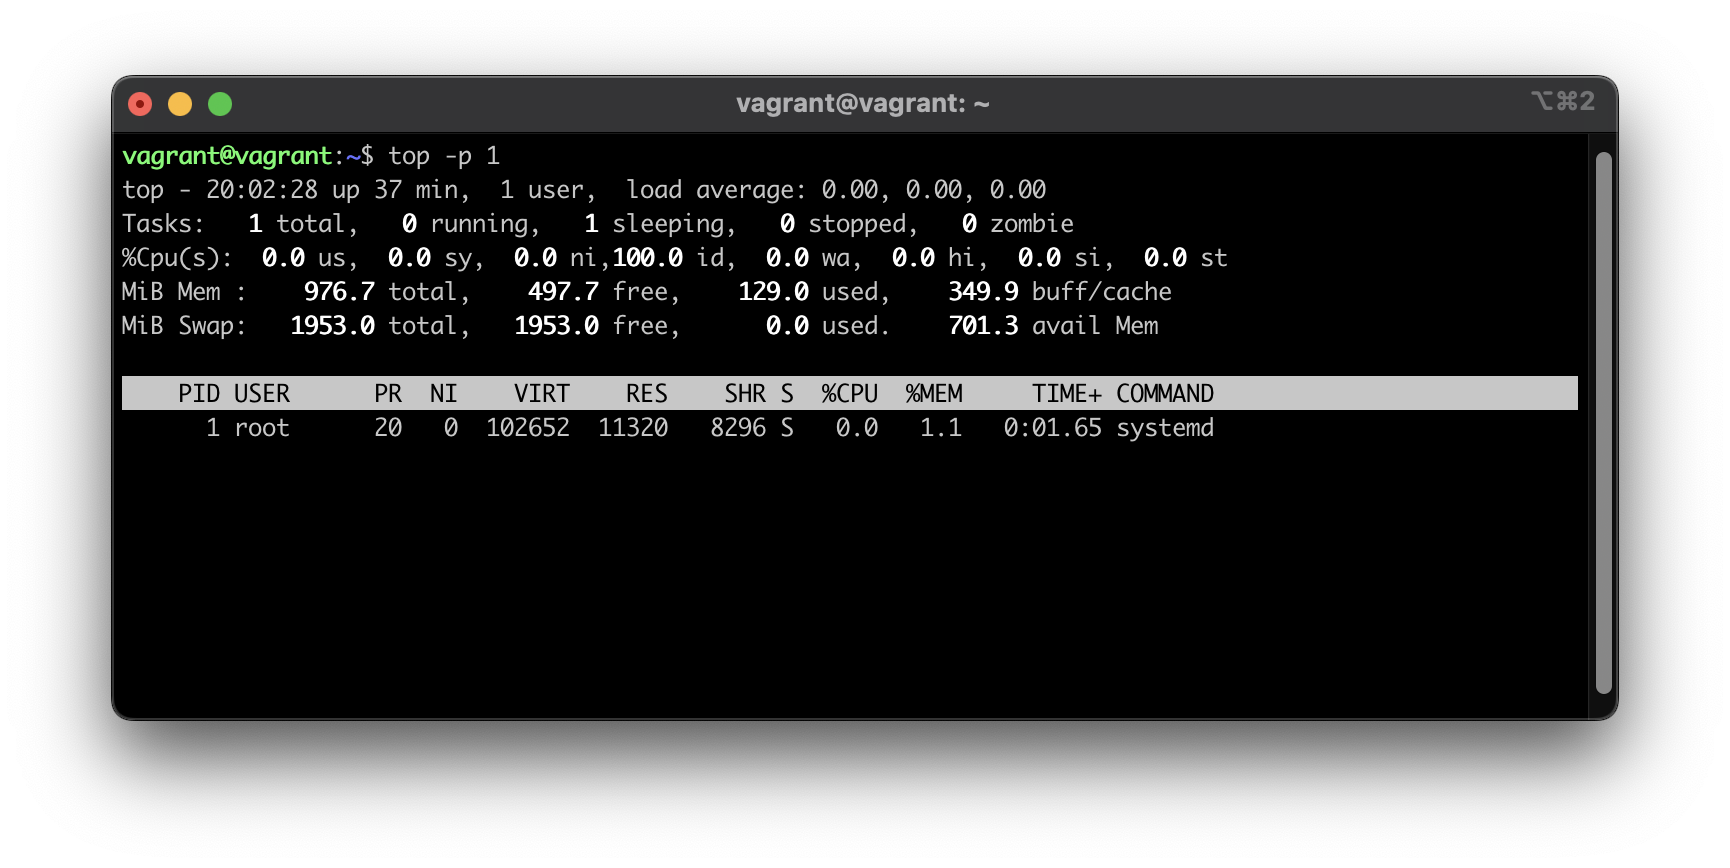 vagrant@vagrant: ~
⌥⌘2
vagrant@vagrant:~$ top -p 1
top - 20:02:28 up 37 min,  1 user,  load average: 0.00, 0.00, 0.00
Tasks:   1 total,   0 running,   1 sleeping,   0 stopped,   0 zombie
%Cpu(s):  0.0 us,  0.0 sy,  0.0 ni,100.0 id,  0.0 wa,  0.0 hi,  0.0 si,  0.0 st
MiB Mem :    976.7 total,    497.7 free,    129.0 used,    349.9 buff/cache
MiB Swap:   1953.0 total,   1953.0 free,      0.0 used.    701.3 avail Mem
    PID USER      PR  NI    VIRT    RES    SHR S  %CPU  %MEM     TIME+ COMMAND
      1 root      20   0  102652  11320   8296 S   0.0   1.1   0:01.65 systemd